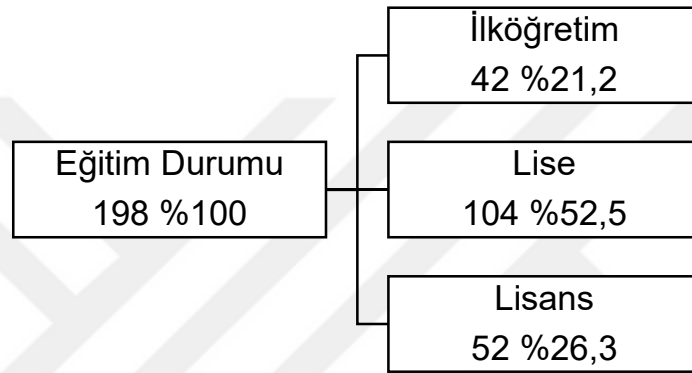 Eğitim Durumu
198 %100
İlköğretim
42 %21,2
Lise
104 %52,5
Lisans
52 %26,3